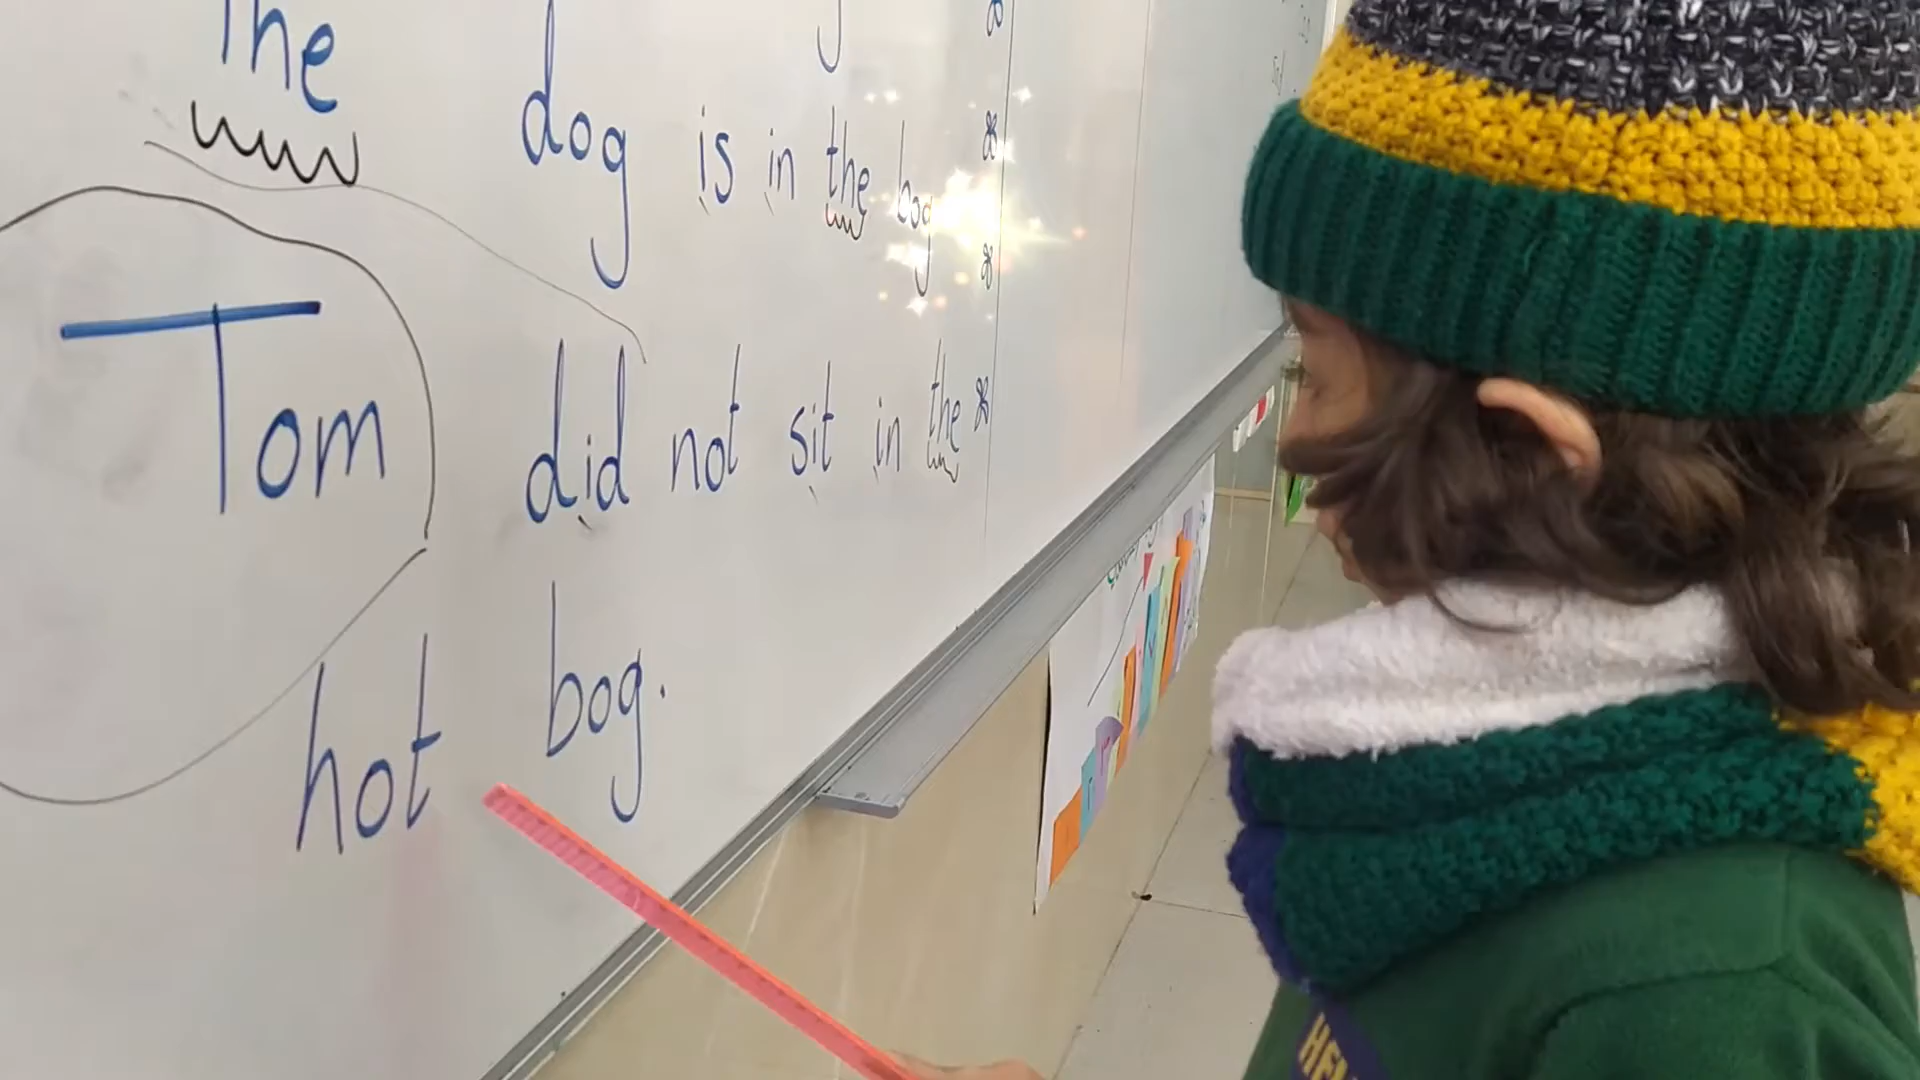 The dog is in the bog
Tom did not sit in the
hot bog.